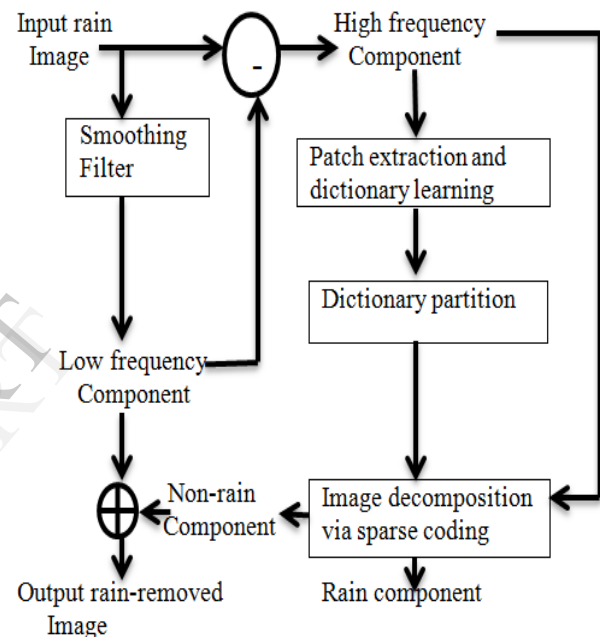 Input rain
Image
-
High frequency
Component
Smoothing
Filter
Patch extraction and
dictionary learning
Dictionary partition
Low frequency
Component
Non-rain
Component
Image decomposition
via sparse coding
Output rain-removed
Image
Rain component